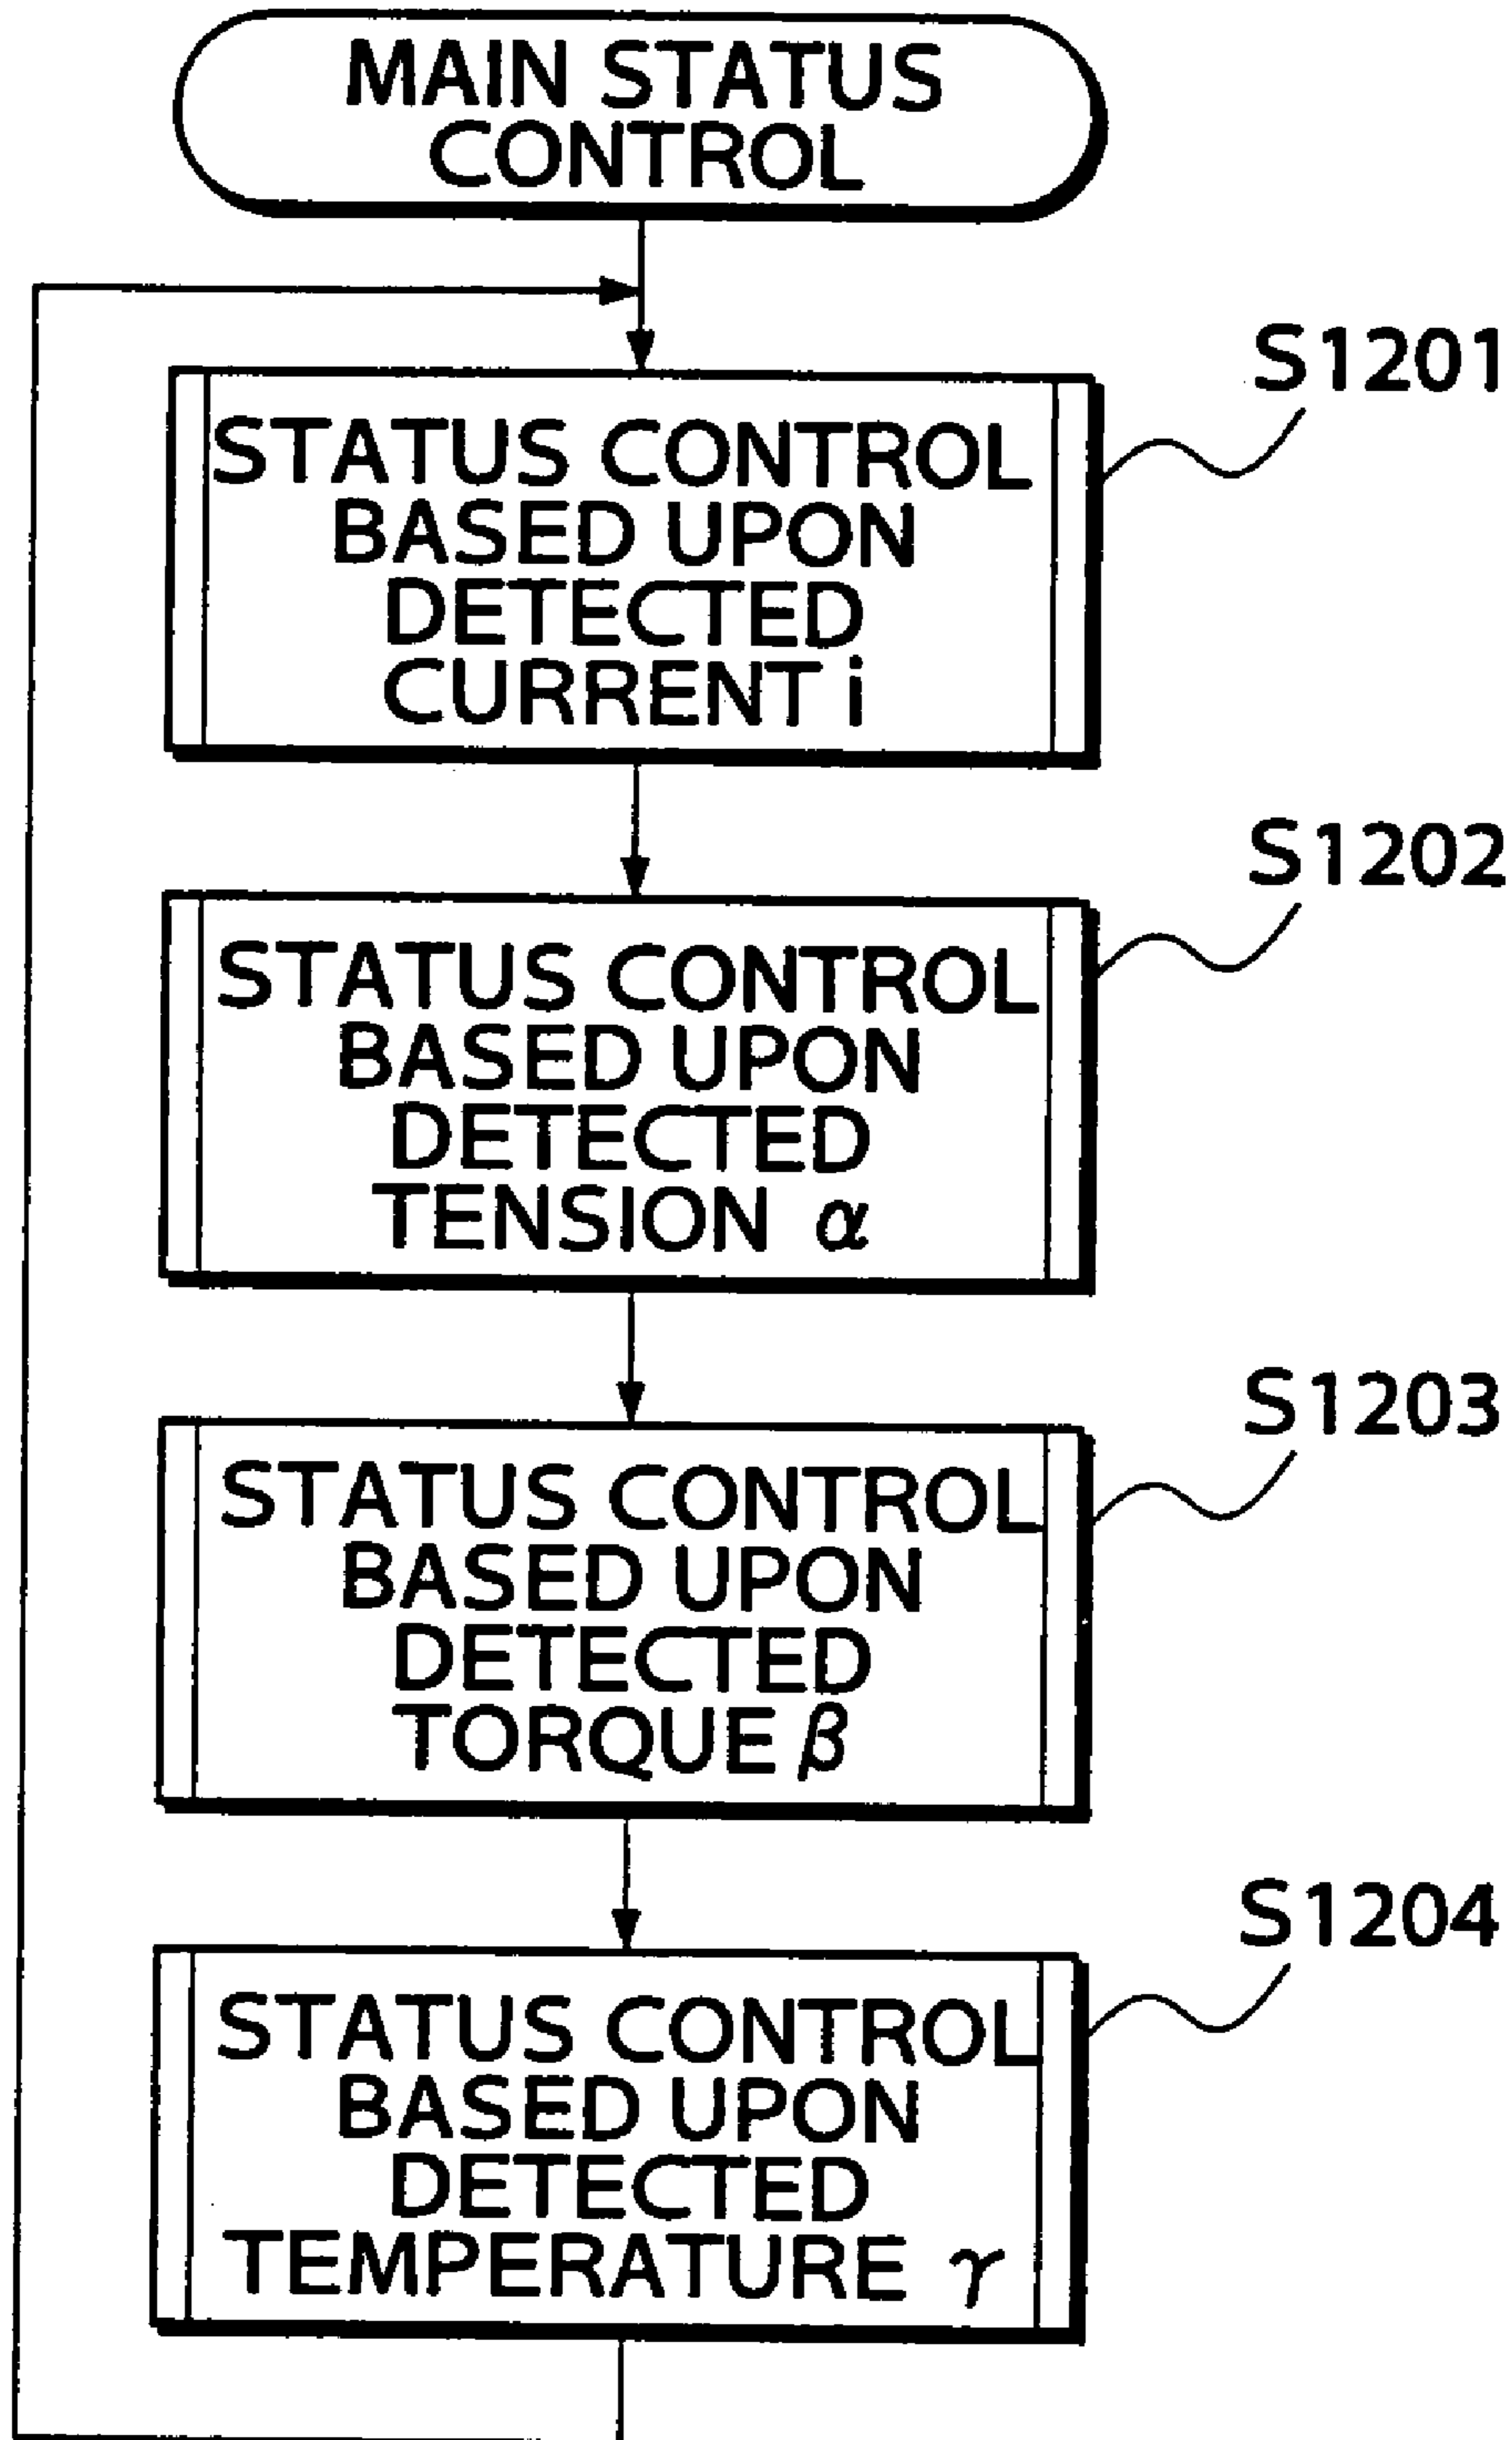 MAIN STATUS
CONTROL
S1201
STATUS CONTROL
BASED UPON
DETECTED
CURRENT i
S1202
STATUS CONTROL
BASED UPON
DETECTED
TENSION α
S1203
STATUS CONTROL
BASED UPON
DETECTED
TORQUE β
S1204
STATUS CONTROL
BASED UPON
DETECTED
TEMPERATURE γ